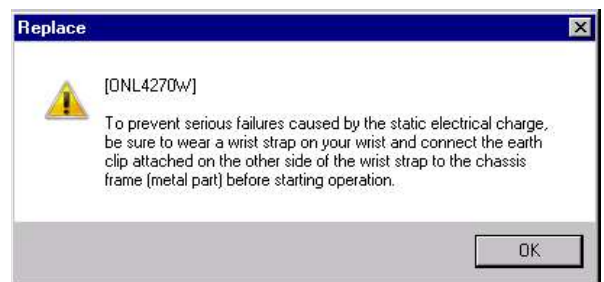 Replace
[ONL4270W]
To prevent serious failures caused by the static electrical charge,
be sure to wear a wrist strap on your wrist and connect the earth
clip attached on the other side of the wrist strap to the chassis
frame (metal part) before starting operation.
OK